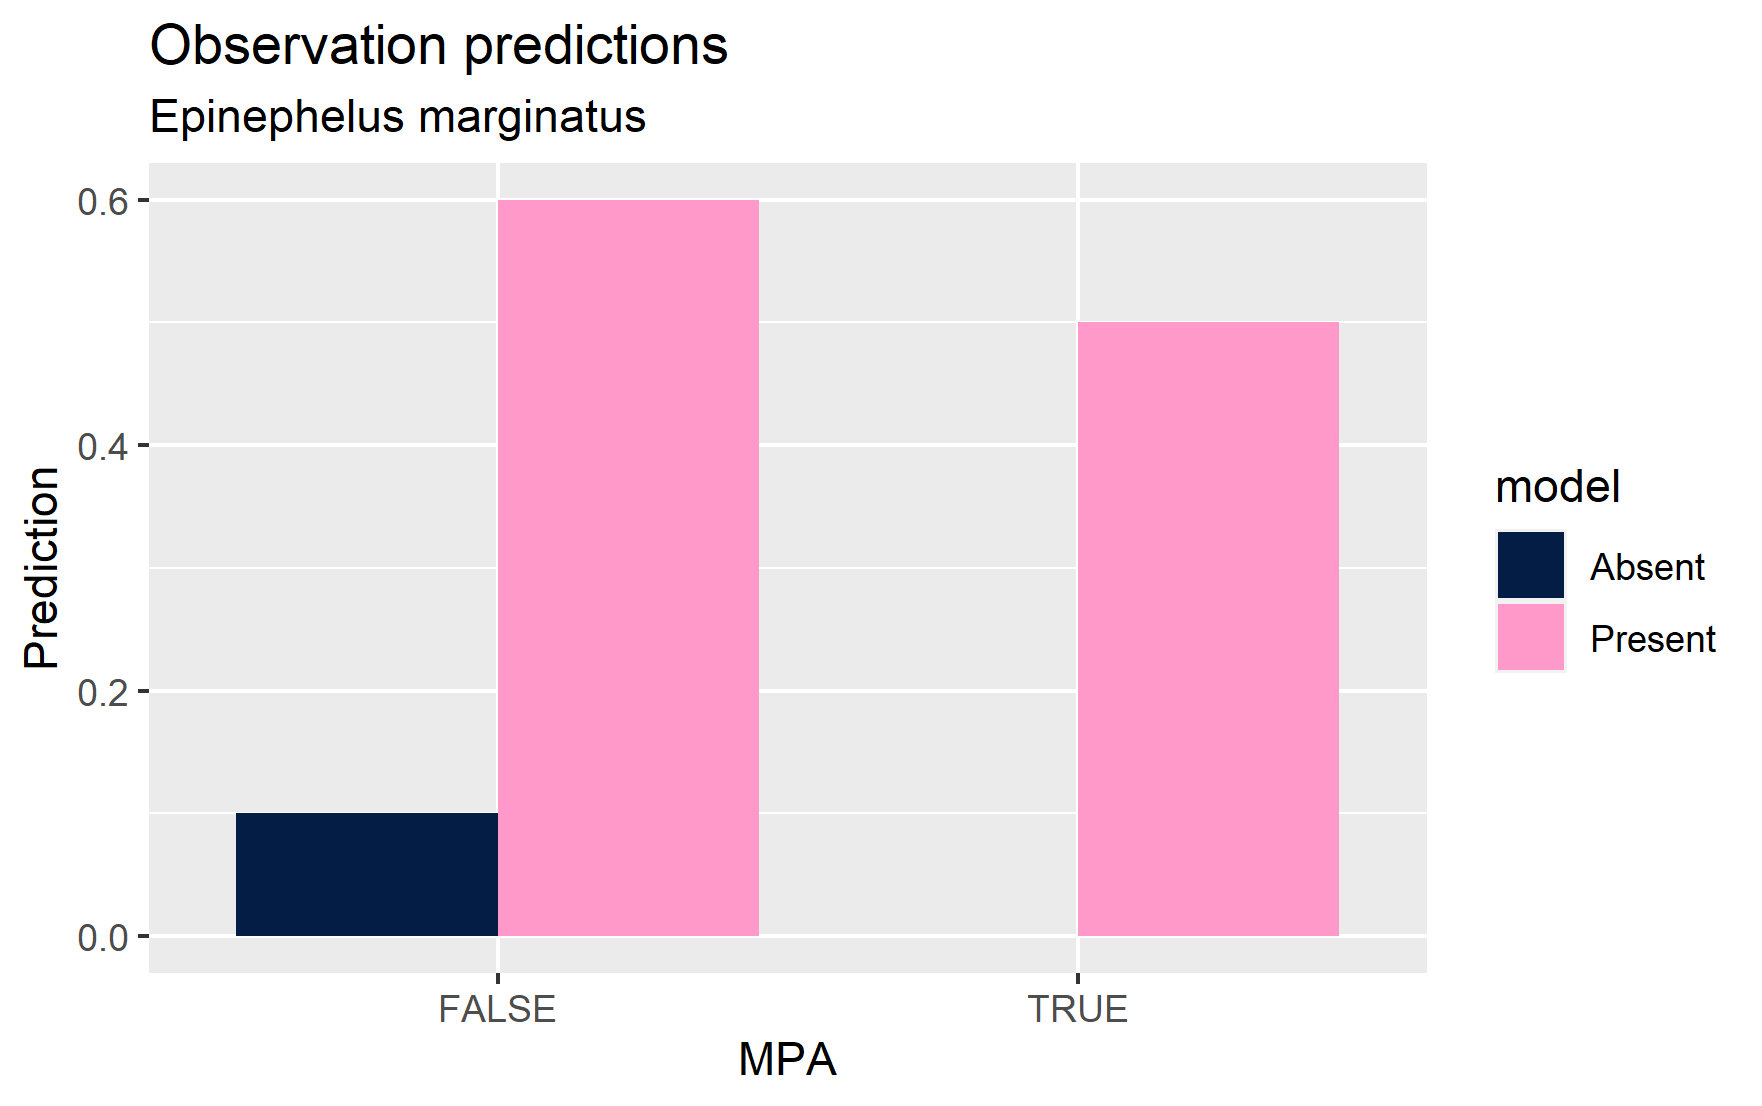 Observation predictions
Epinephelus marginatus
0.6
0.4
0.2
0.0
Prediction
FALSE
TRUE
MPA
model
Absent
Present